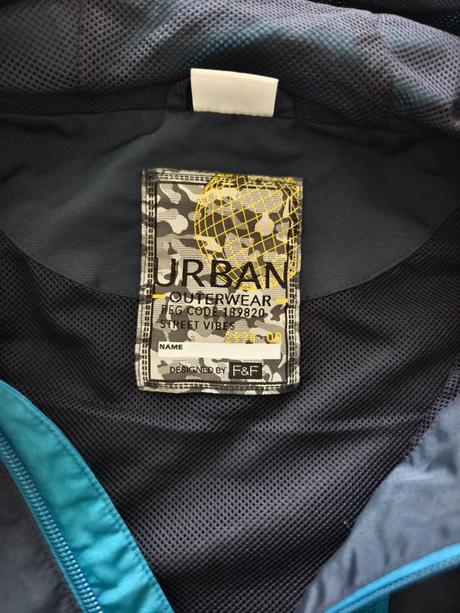 URBAN
OUTERWEAR
REG CODE 189820
STREET VIBES
NAME
DESIGNED BY F&F